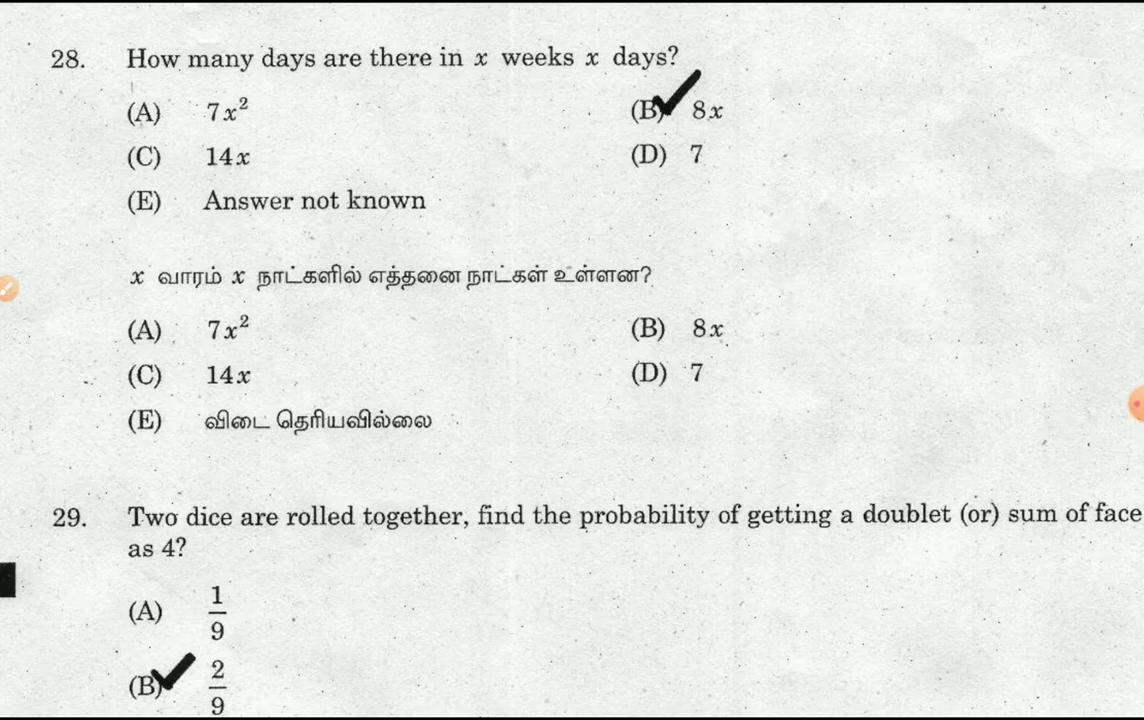 28. How many days are there in x weeks x days?
(A) 7x² (B) 8x
(C) 14x (D) 7
(E) Answer not known
x வாரம் x நாட்களில் எத்தனை நாட்கள் உள்ளன?
(A) 7x² (B) 8x
(C) 14x (D) 7
(E) விடை தெரியவில்லை
29. Two dice are rolled together, find the probability of getting a doublet (or) sum of face
as 4?
(A) 1/9
(B) 2/9